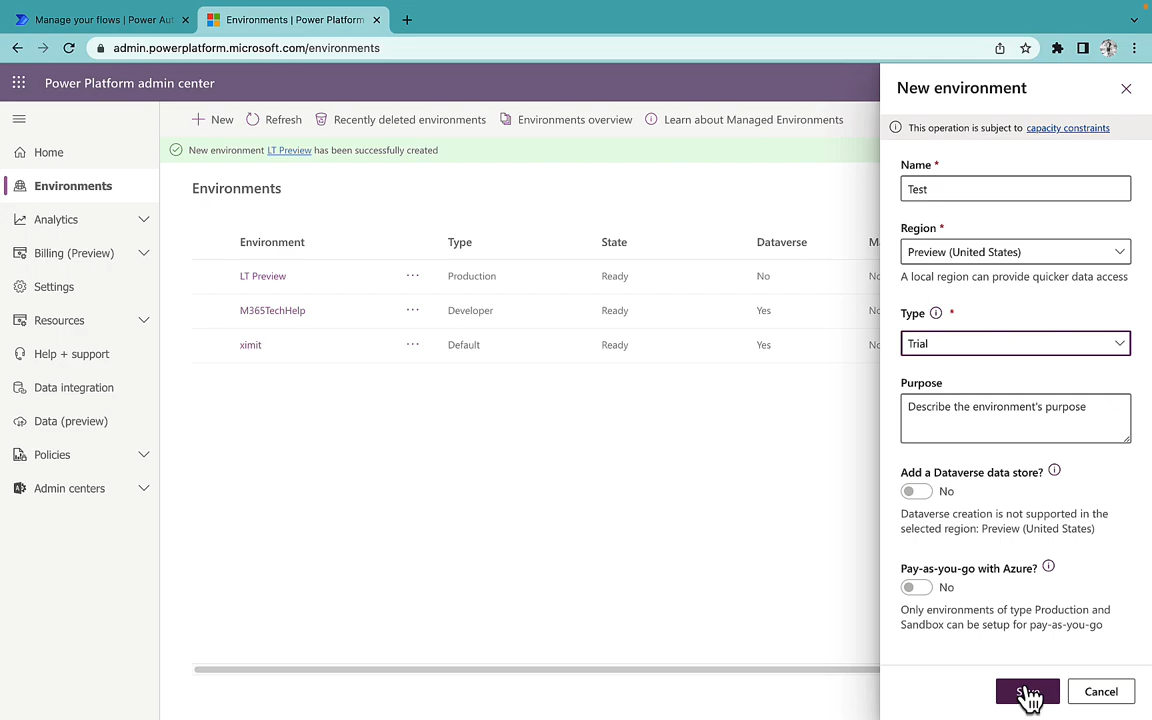 Manage your flows | Power Aut
Environments | Power Platform
admin.powerplatform.microsoft.com/environments
Power Platform admin center
New environment
New
Refresh
Recently deleted environments
Environments overview
Learn about Managed Environments
This operation is subject to capacity constraints
New environment LT Preview has been successfully created
Home
Environments
Analytics
Billing (Preview)
Settings
Resources
Help + support
Data integration
Data (preview)
Policies
Admin centers
Environments
Environment Type State Dataverse
LT Preview ··· Production Ready No
M365TechHelp ··· Developer Ready Yes
ximit ··· Default Ready Yes
Name *
Test
Region *
Preview (United States)
A local region can provide quicker data access
Type *
Trial
Purpose
Describe the environment's purpose
Add a Dataverse data store?
No
Dataverse creation is not supported in the
selected region: Preview (United States)
Pay-as-you-go with Azure?
No
Only environments of type Production and
Sandbox can be setup for pay-as-you-go
Cancel